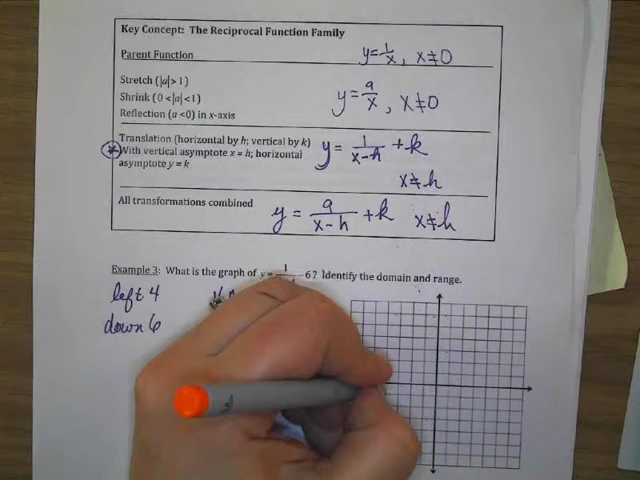 Key Concept: The Reciprocal Function Family
Parent Function
y = 1/x , x ≠ 0
Stretch (|a| > 1)
Shrink (0 < |a| < 1)
Reflection (a < 0) in x-axis
y = a/x , x ≠ 0
Translation (horizontal by h; vertical by k)
With vertical asymptote x = h; horizontal
asymptote y = k
y = 1/(x-h) + k
x ≠ h
All transformations combined
y = a/(x-h) + k x ≠ h
Example 3: What is the graph of y = 1 -6? Identify the domain and range.
left 4
down 6